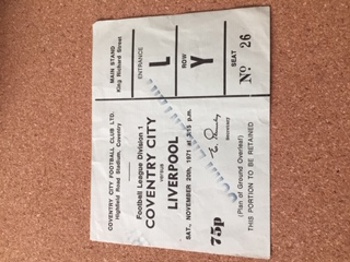 COVENTRY CITY FOOTBALL CLUB LTD.
Highfield Road Stadium, Coventry
Football League Division 1
COVENTRY CITY
versus
LIVERPOOL
SAT., NOVEMBER 20th, 1971 at 3.15 p.m.
75p
SECRETARY
(Plan of Ground Overleaf)
THIS PORTION TO BE RETAINED
MAIN STAND
King Richard Street
ENTRANCE
L
ROW
Y
SEAT
No. 26